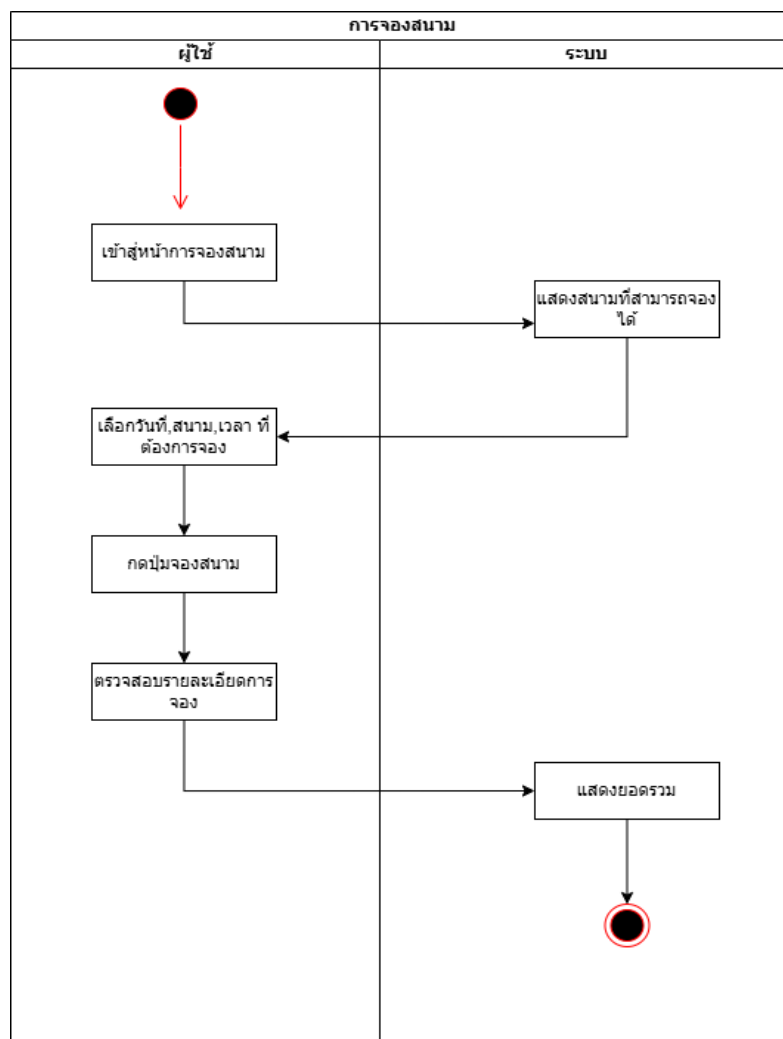 การจองสนาม
ผู้ใช้
ระบบ
เข้าสู่หน้าการจองสนาม
แสดงสนามที่สามารถจอง
ได้
เลือกวันที่,สนาม,เวลา ที่
ต้องการจอง
กดปุ่มจองสนาม
ตรวจสอบรายละเอียดการ
จอง
แสดงยอดรวม